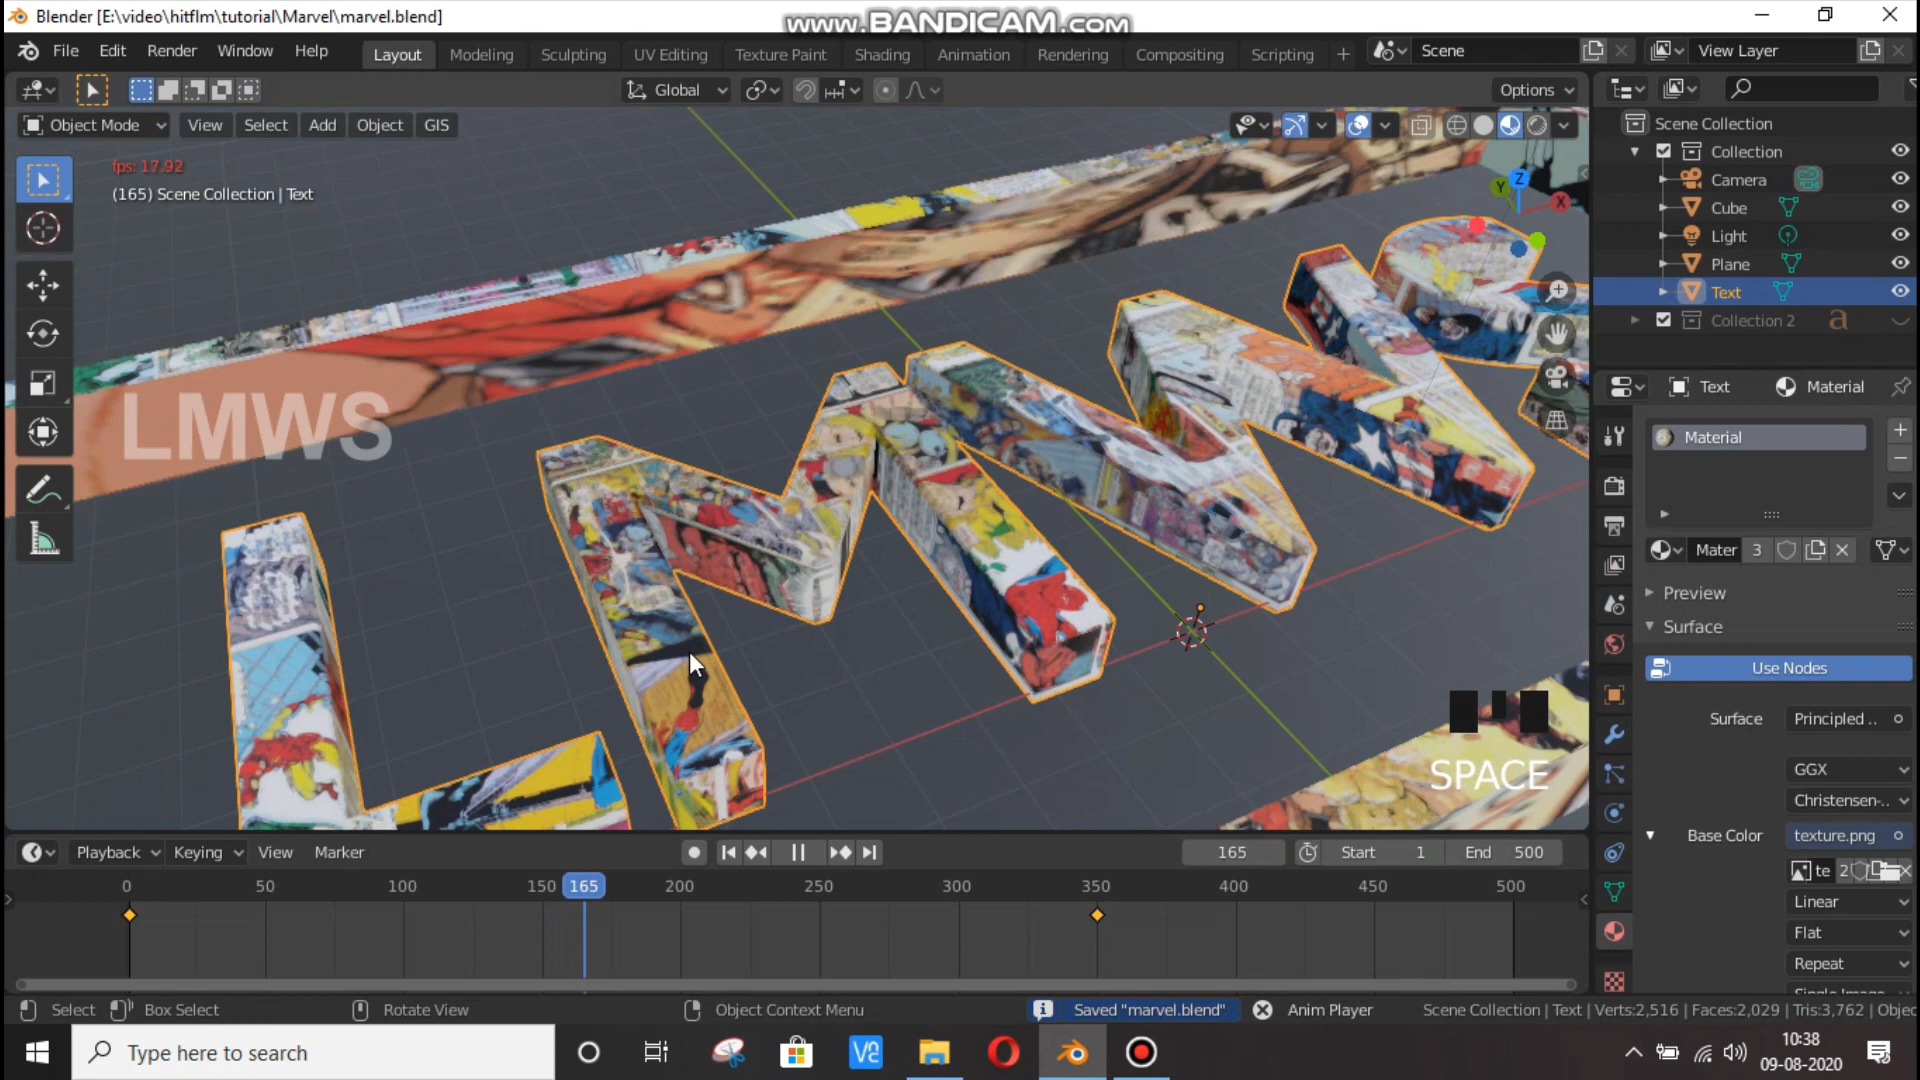 Blender [E:\video\hitflm\tutorial\Marvel\marvel.blend]
www.BANDICAM.com
File Edit Render Window Help
Layout Modeling Sculpting UV Editing Texture Paint Shading Animation Rendering Compositing Scripting +
Scene
View Layer
Global
Options
Object Mode View Select Add Object GIS
fps: 17.92
(165) Scene Collection | Text
Z
Y
X
LMWS
SPACE
Scene Collection
Collection
Camera
Cube
Light
Plane
Text
Collection 2
Text Material
Material
Mater 3
Preview
Surface
Use Nodes
Surface Principled ..
GGX
Christensen-..
Base Color texture.png
te 2
Linear
Flat
Repeat
Single Image
Playback Keying View Marker
165 Start 1 End 500
0 50 100 150 165 200 250 300 350 400 450 500
Select Box Select Rotate View Object Context Menu Saved "marvel.blend" Anim Player Scene Collection | Text | Verts:2,516 | Faces:2,029 | Tris:3,762 | Objec
Type here to search
10:38
09-08-2020